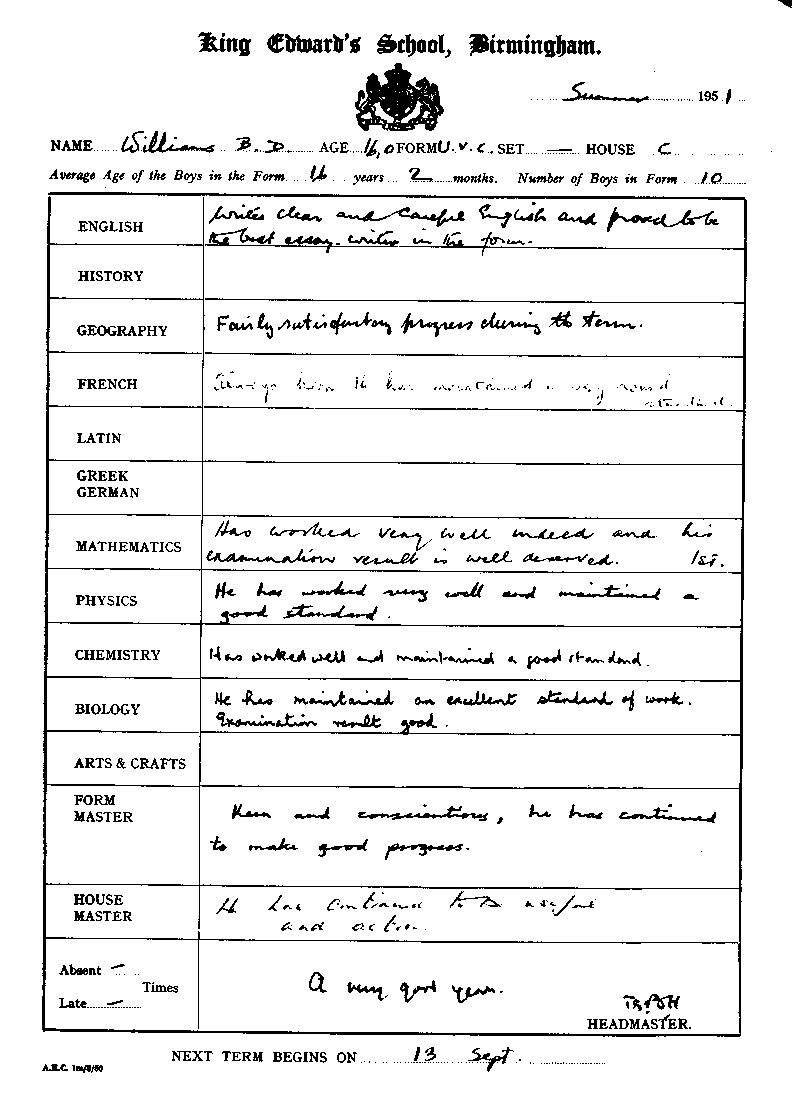 King Edward's School, Birmingham.
Summer 1951
NAME Williams B. D. AGE 16,0 FORM U.V.C. SET — HOUSE C
Average Age of the Boys in the Form 16 years 2 months. Number of Boys in Form 10
ENGLISH
Writes clear and careful English and proved to be
the best essay-writer in the form.
HISTORY
GEOGRAPHY
Fairly satisfactory progress during the term.
FRENCH
Always keen he has maintained a very sound
standard.
LATIN
GREEK
GERMAN
MATHEMATICS
Has worked very well indeed and his
examination result is well deserved. 1st.
PHYSICS
He has worked very well and maintained a
good standard.
CHEMISTRY
Has worked well and maintained a good standard.
BIOLOGY
He has maintained an excellent standard of work.
Examination result good.
ARTS & CRAFTS
FORM
MASTER
Keen and conscientious, he has continued
to make good progress.
HOUSE
MASTER
He has continued to be useful
and active.
Absent —
Times
Late —
A very good year.
HEADMASTER.
NEXT TERM BEGINS ON 13 Sept.